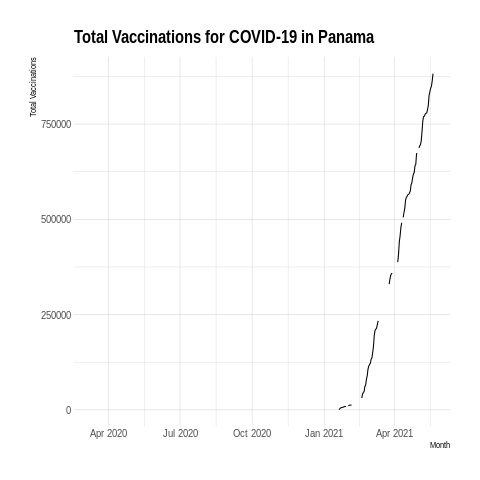 Total Vaccinations for COVID-19 in Panama
Total Vaccinations
750000
500000
250000
0
Apr 2020 Jul 2020 Oct 2020 Jan 2021 Apr 2021
Month